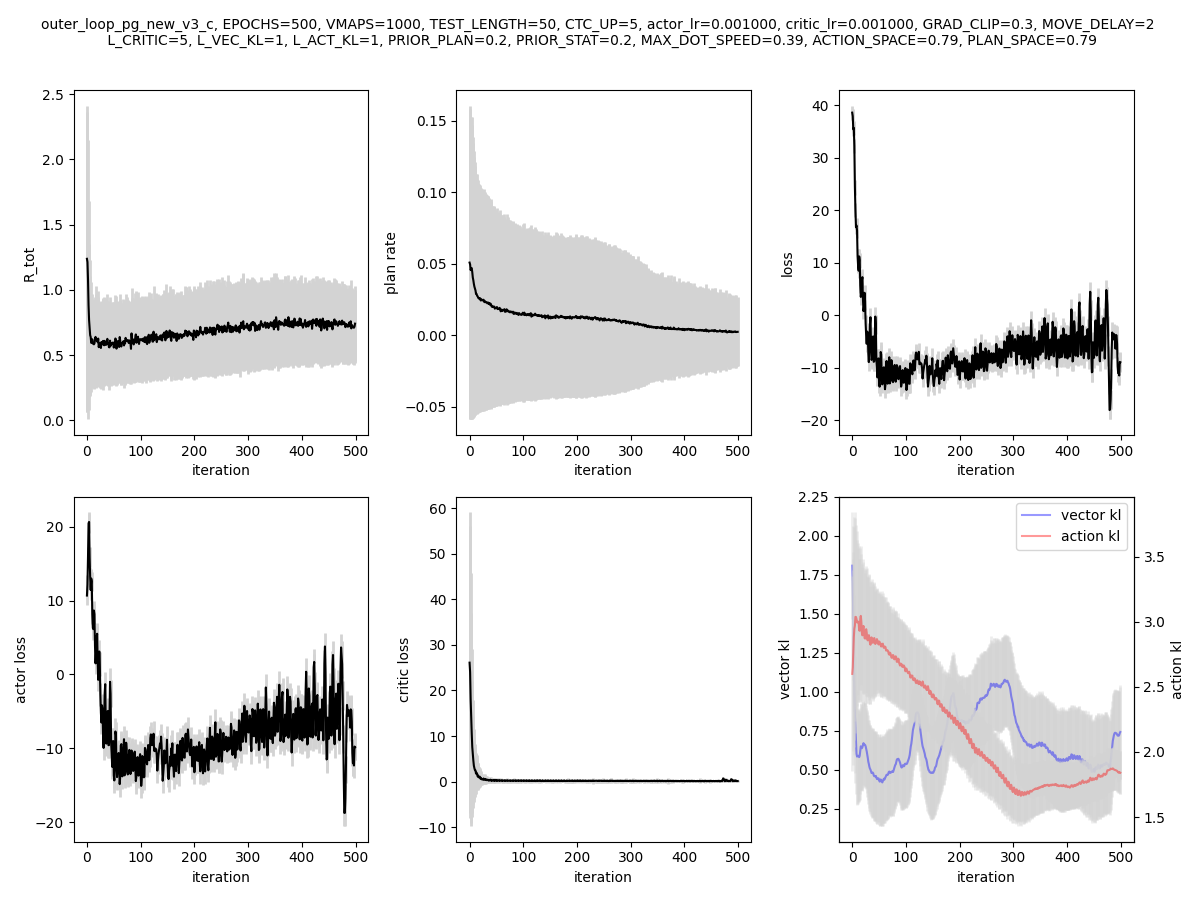 outer_loop_pg_new_v3_c, EPOCHS=500, VMAPS=1000, TEST_LENGTH=50, CTC_UP=5, actor_lr=0.001000, critic_lr=0.001000, GRAD_CLIP=0.3, MOVE_DELAY=2
L_CRITIC=5, L_VEC_KL=1, L_ACT_KL=1, PRIOR_PLAN=0.2, PRIOR_STAT=0.2, MAX_DOT_SPEED=0.39, ACTION_SPACE=0.79, PLAN_SPACE=0.79
R_tot
2.5
2.0
1.5
1.0
0.5
0.0
0 100 200 300 400 500
iteration
plan rate
0.15
0.10
0.05
0.00
−0.05
0 100 200 300 400 500
iteration
loss
40
30
20
10
0
−10
−20
0 100 200 300 400 500
iteration
actor loss
20
10
0
−10
−20
0 100 200 300 400 500
iteration
critic loss
60
50
40
30
20
10
0
−10
0 100 200 300 400 500
iteration
vector kl
2.25
2.00
1.75
1.50
1.25
1.00
0.75
0.50
0.25
0 100 200 300 400 500
iteration
vector kl
action kl
3.5
3.0
2.5
2.0
1.5
action kl